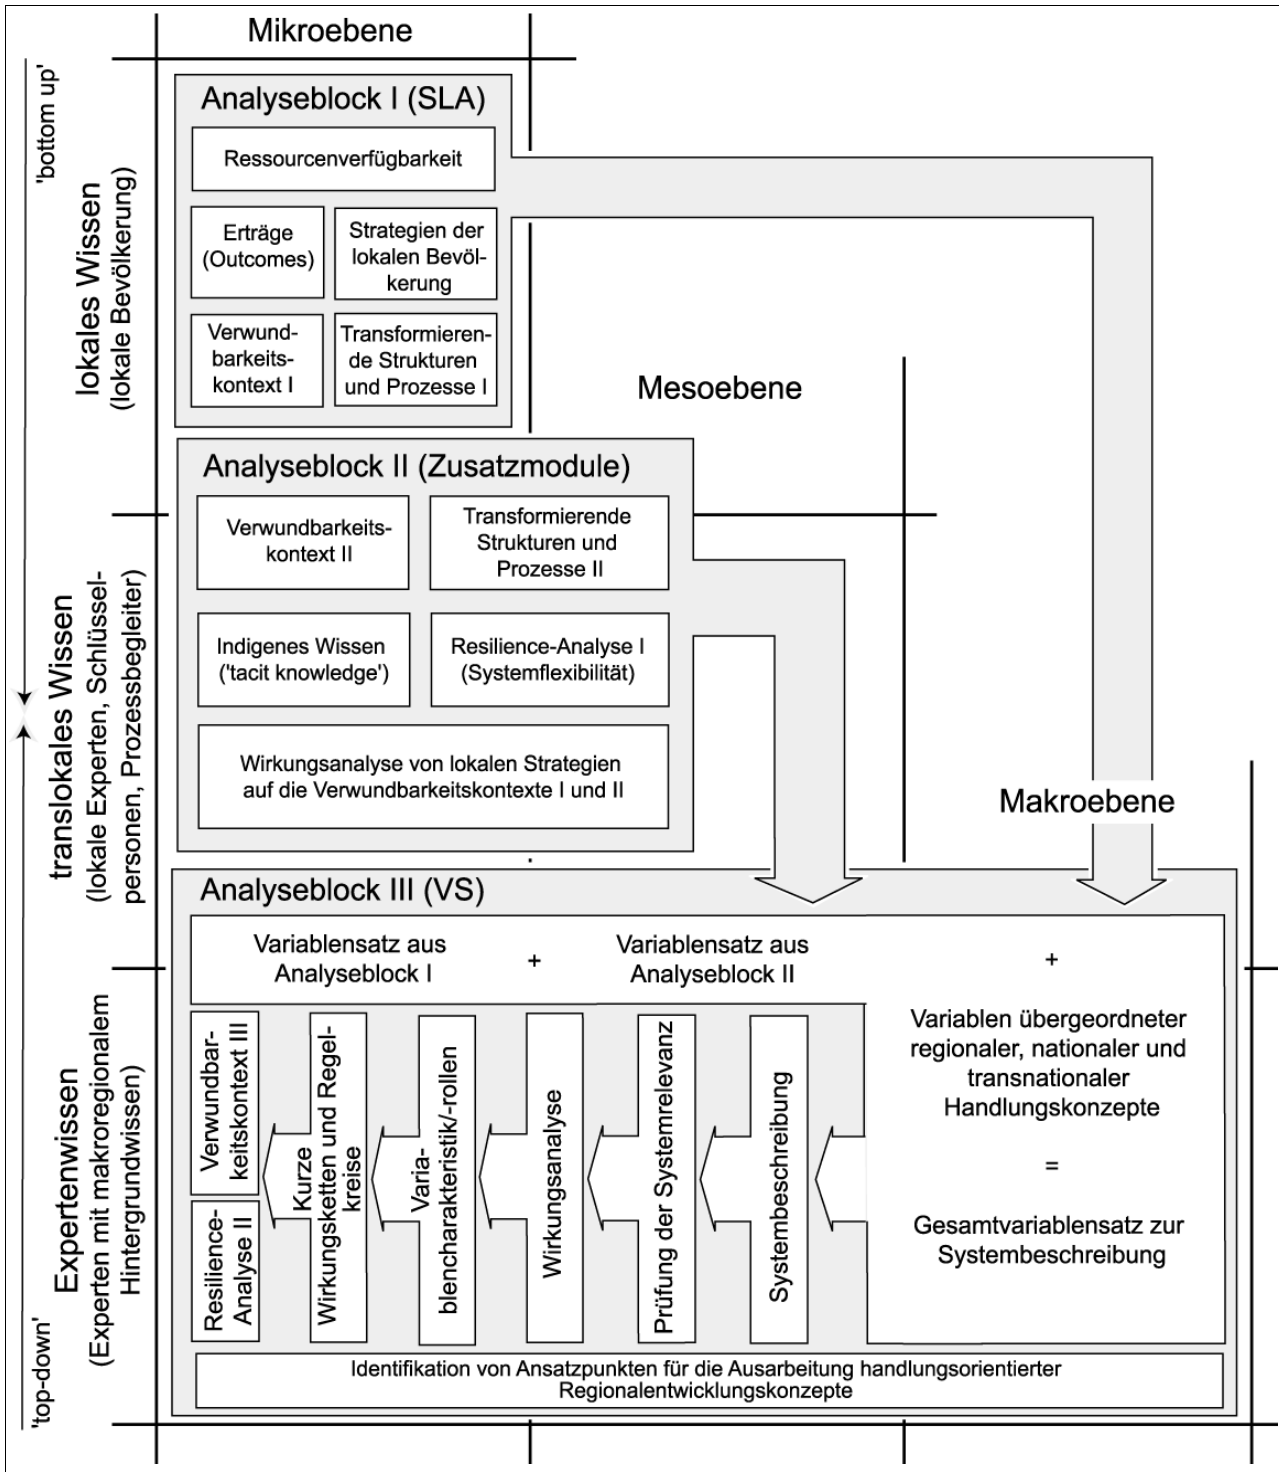 Mikroebene
'bottom up'
lokales Wissen
(lokale Bevölkerung)
Analyseblock I (SLA)
Ressourcenverfügbarkeit
Erträge
(Outcomes)
Strategien der
lokalen Bevöl-
kerung
Verwund-
barkeits-
kontext I
Transformieren-
de Strukturen
und Prozesse I
Mesoebene
translokales Wissen
(lokale Experten, Schlüssel-
personen, Prozessbegleiter)
Analyseblock II (Zusatzmodule)
Verwundbarkeits-
kontext II
Transformierende
Strukturen und
Prozesse II
Indigenes Wissen
('tacit knowledge')
Resilience-Analyse I
(Systemflexibilität)
Wirkungsanalyse von lokalen Strategien
auf die Verwundbarkeitskontexte I und II
Makroebene
Expertenwissen
(Experten mit makroregionalem
Hintergrundwissen)
'top-down'
Analyseblock III (VS)
Variablensatz aus
Analyseblock I
+
Variablensatz aus
Analyseblock II
+
Variablen übergeordneter
regionaler, nationaler und
transnationaler
Handlungskonzepte
=
Gesamtvariablensatz zur
Systembeschreibung
Verwundbar-
keitskontext III
Resilience-
Analyse II
Kurze
Wirkungsketten und Regel-
kreise
Varia-
blencharakteristik/-rollen
Wirkungsanalyse
Prüfung der Systemrelevanz
Systembeschreibung
Identifikation von Ansatzpunkten für die Ausarbeitung handlungsorientierter
Regionalentwicklungskonzepte